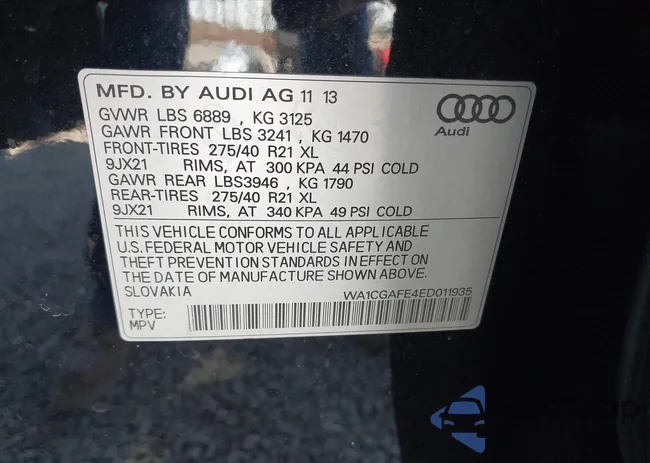 MFD. BY AUDI AG 11 13
GVWR LBS 6889 , KG 3125
GAWR FRONT LBS 3241 , KG 1470
FRONT-TIRES 275/40 R21 XL
9JX21 RIMS, AT 300 KPA 44 PSI COLD
GAWR REAR LBS3946 , KG 1790
REAR-TIRES 275/40 R21 XL
9JX21 RIMS, AT 340 KPA 49 PSI COLD
Audi
THIS VEHICLE CONFORMS TO ALL APPLICABLE
U.S. FEDERAL MOTOR VEHICLE SAFETY AND
THEFT PREVENTION STANDARDS IN EFFECT ON
THE DATE OF MANUFACTURE SHOWN ABOVE.
SLOVAKIA WA1CGAFE4ED011935
TYPE:
MPV